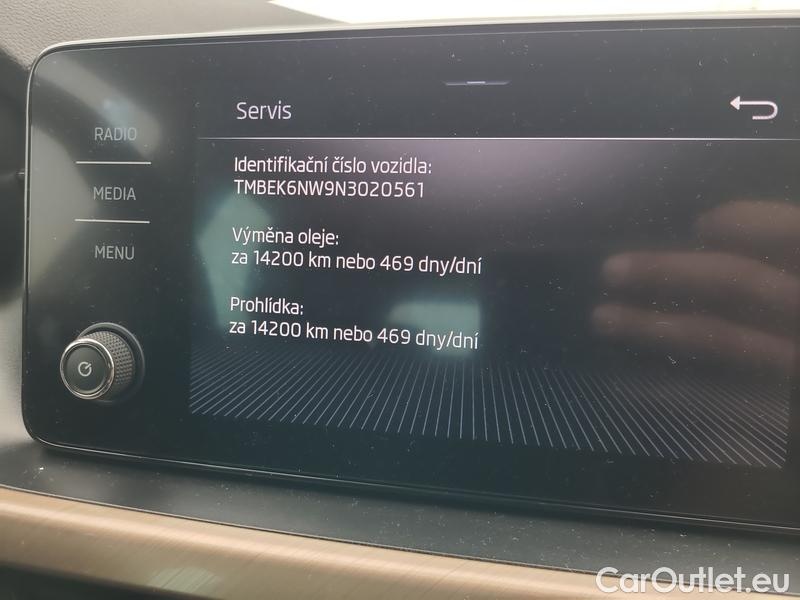 Servis
RADIO
MEDIA
MENU
Identifikační číslo vozidla:
TMBEK6NW9N3020561
Výměna oleje:
za 14200 km nebo 469 dny/dní
Prohlídka:
za 14200 km nebo 469 dny/dní
CarOutlet.eu